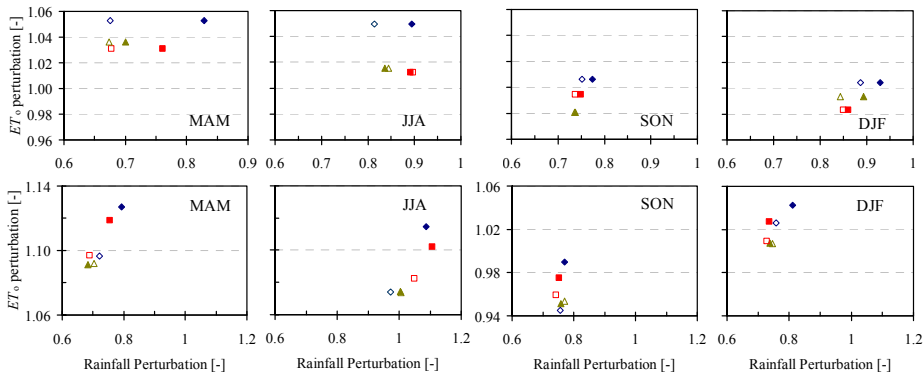 ET o perturbation [-]
1.06
1.04
1.02
1.00
0.98
0.96
MAM
JJA
SON
DJF
0.6 0.7 0.8 0.9
0.6 0.7 0.8 0.9 1
0.6 0.7 0.8 0.9 1
0.6 0.7 0.8 0.9 1
ET o perturbation [-]
1.14
1.10
1.06
MAM
JJA
1.06
1.02
0.98
0.94
SON
DJF
0.6 0.8 1 1.2
0.6 0.8 1 1.2
0.6 0.8 1 1.2
0.6 0.8 1 1.2
Rainfall Perturbation [-] Rainfall Perturbation [-] Rainfall Perturbation [-] Rainfall Perturbation [-]